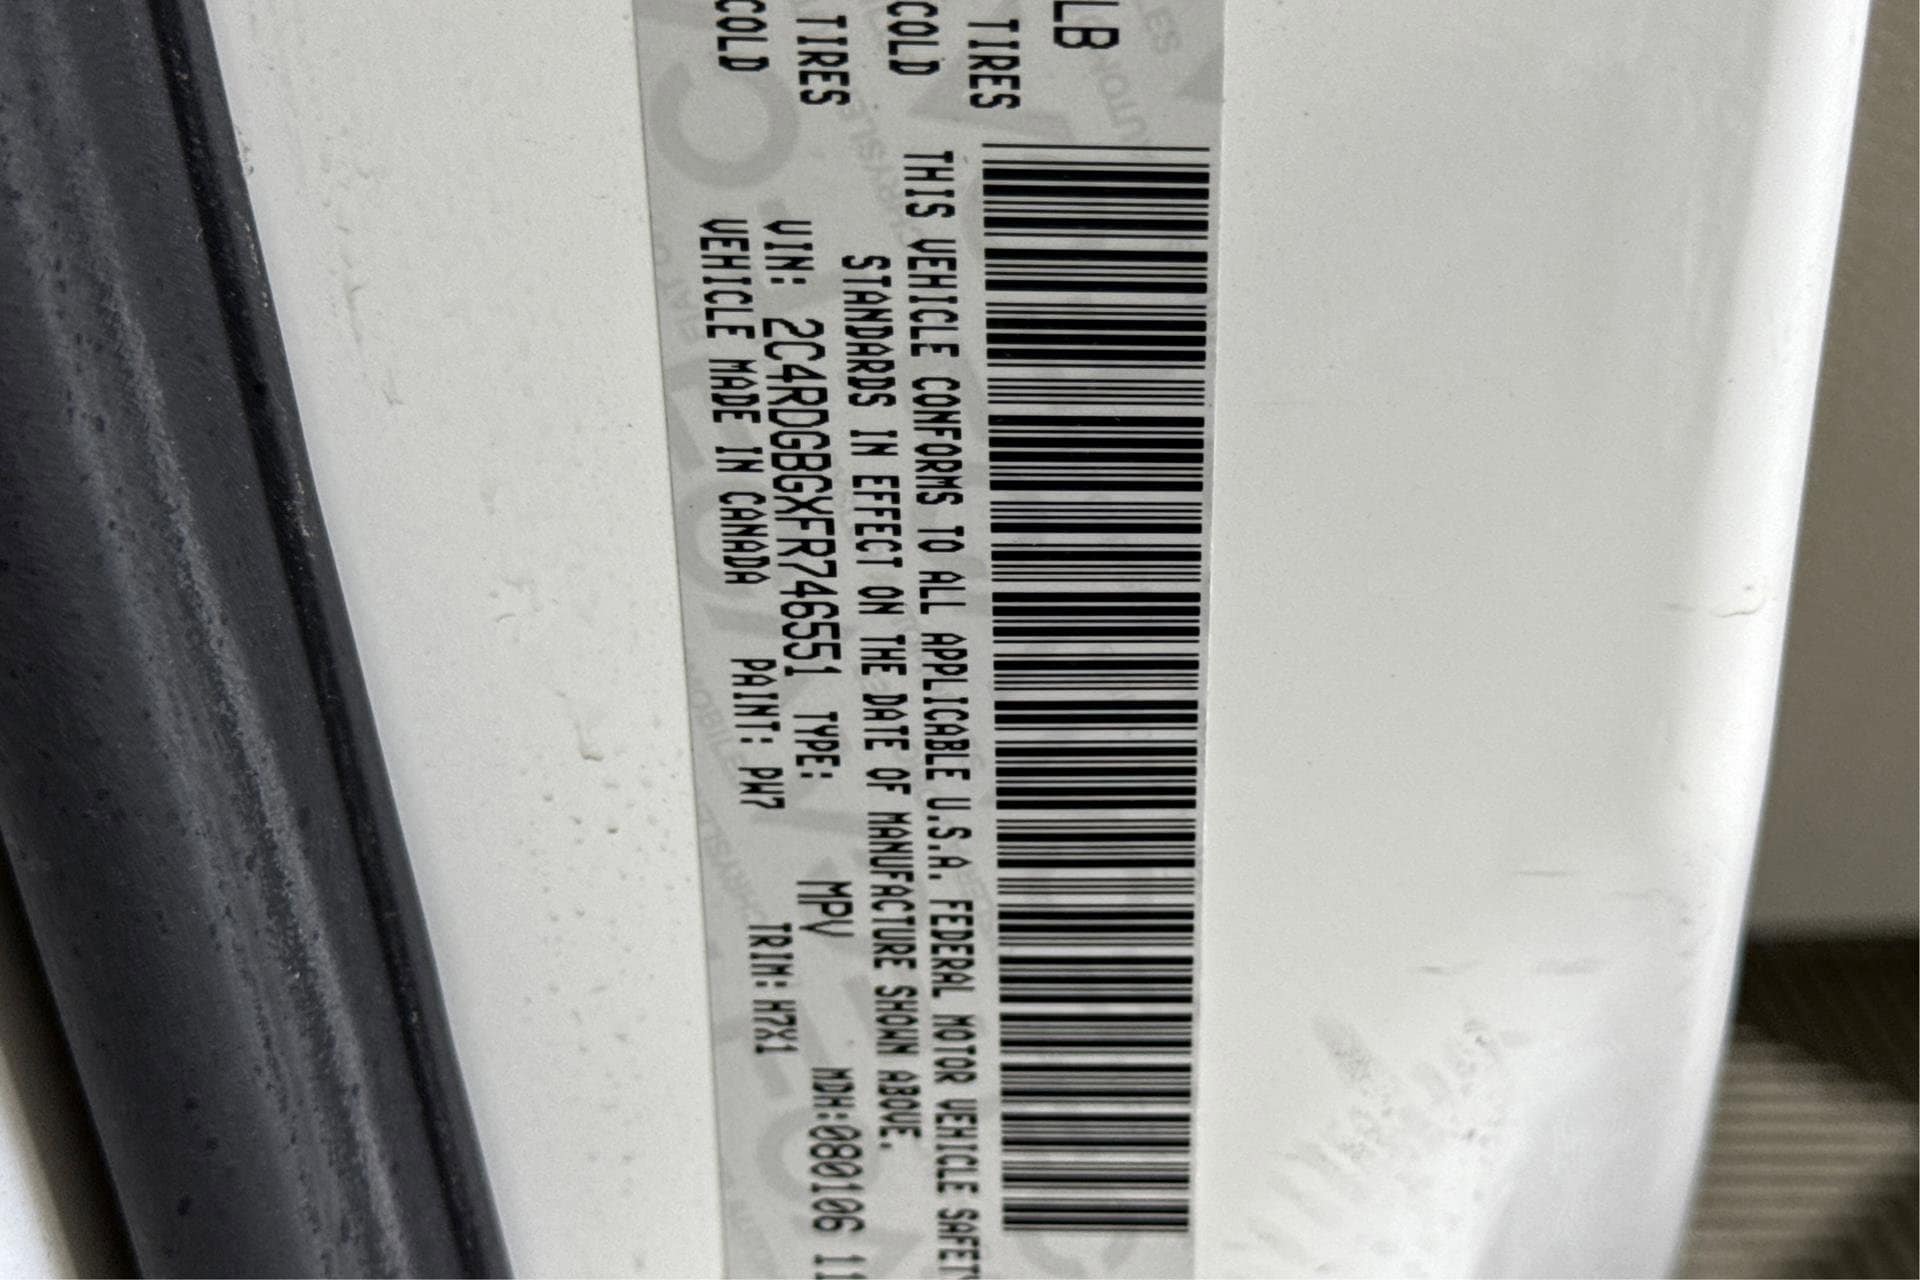 LB
TIRES
COLD
TIRES
COLD
THIS VEHICLE CONFORMS TO ALL APPLICABLE U.S.A. FEDERAL MOTOR VEHICLE SAFET
STANDARDS IN EFFECT ON THE DATE OF MANUFACTURE SHOWN ABOVE.
VIN: 2C4RDGBGXFR746551 TYPE: MPV MDH:080106 11
VEHICLE MADE IN CANADA PAINT: PW7 TRIM: H7X1